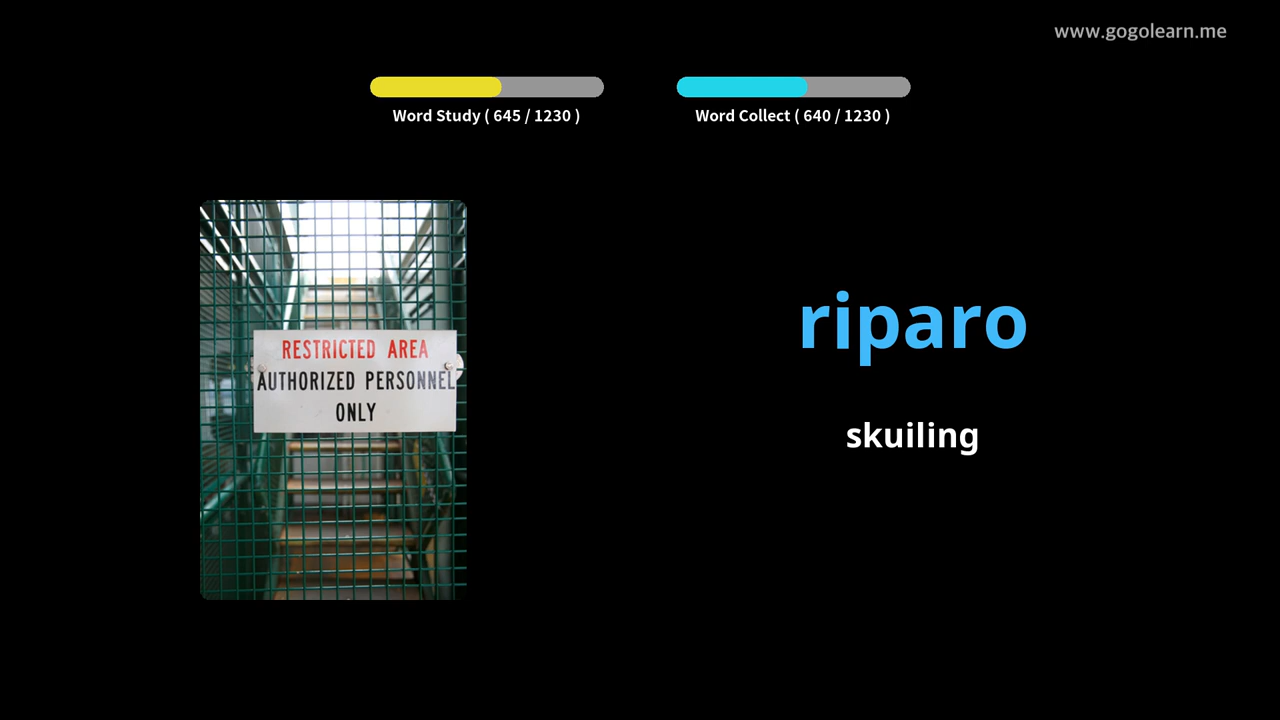 www.gogolearn.me
Word Study ( 645 / 1230 )
Word Collect ( 640 / 1230 )
RESTRICTED AREA
AUTHORIZED PERSONNEL
ONLY
riparo
skuiling